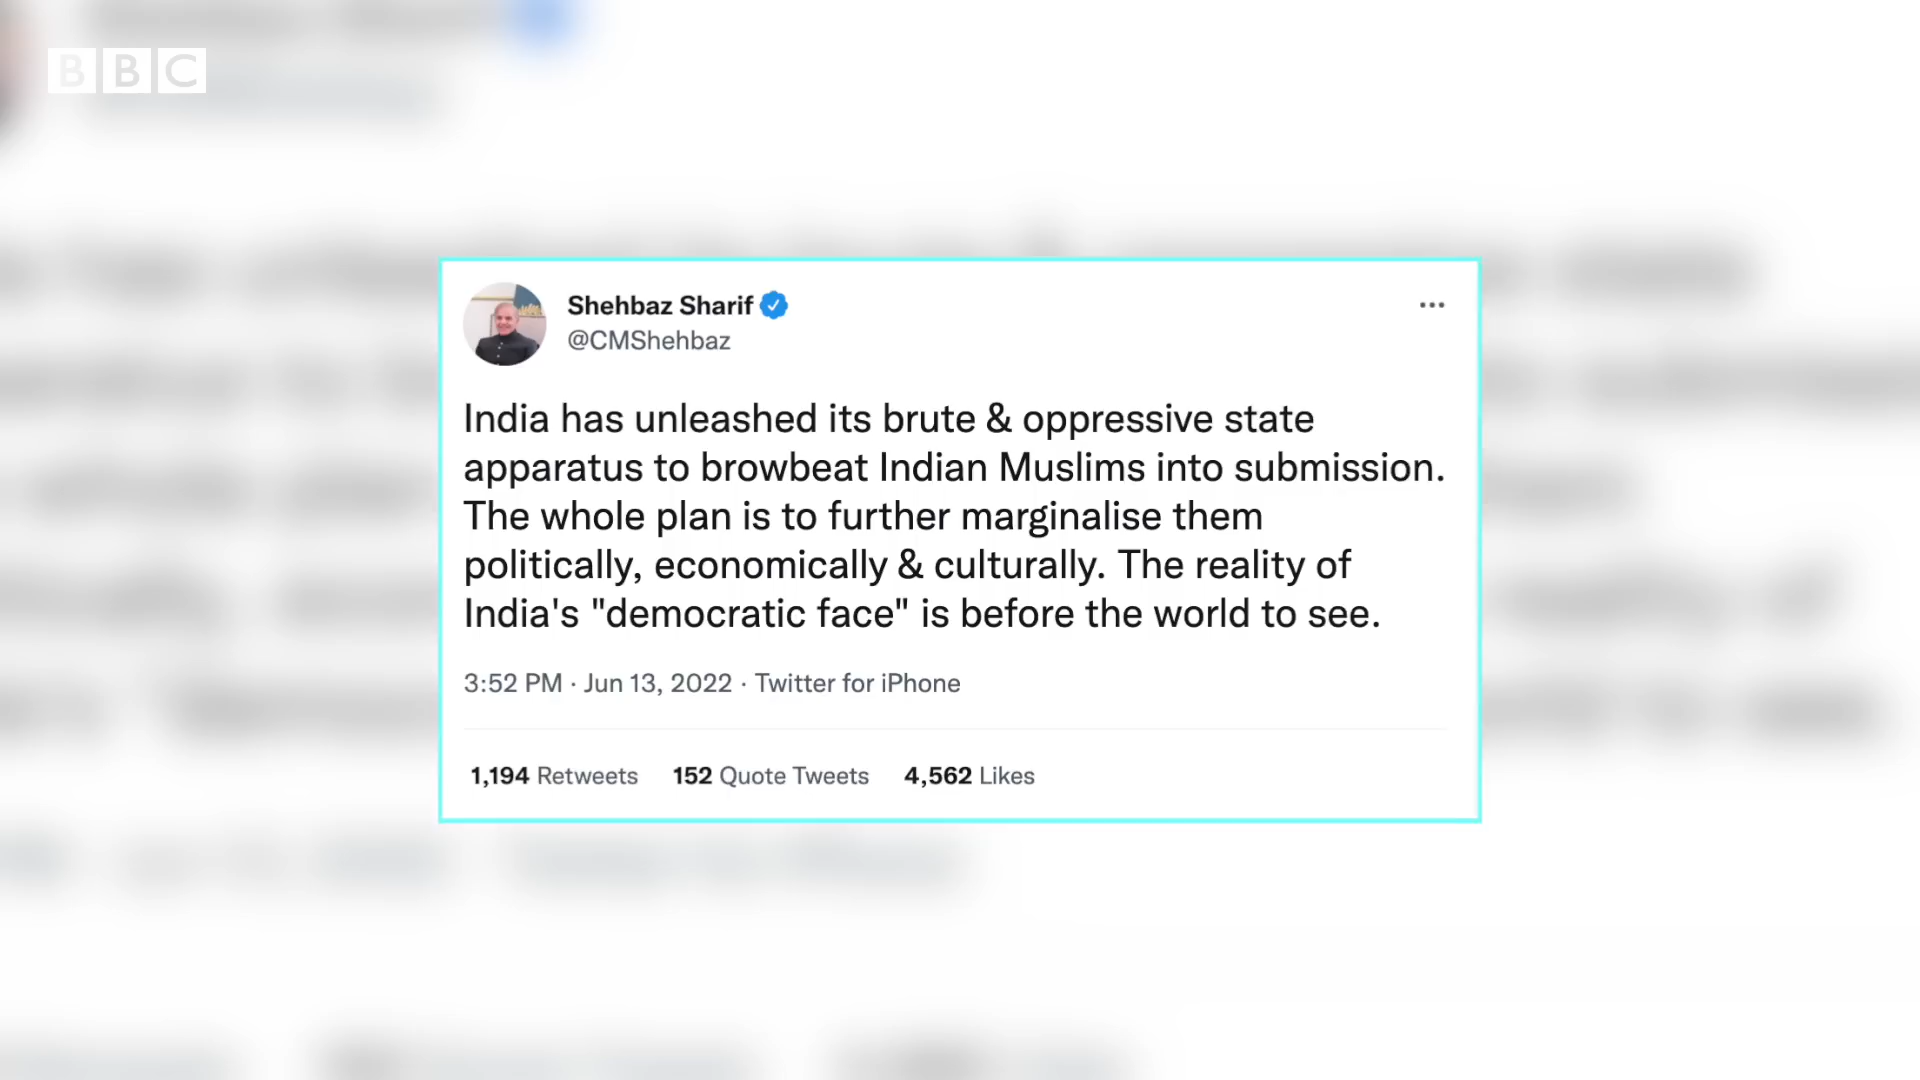 BBC
Shehbaz Sharif
@CMShehbaz
India has unleashed its brute & oppressive state
apparatus to browbeat Indian Muslims into submission.
The whole plan is to further marginalise them
politically, economically & culturally. The reality of
India's "democratic face" is before the world to see.
3:52 PM · Jun 13, 2022 · Twitter for iPhone
1,194 Retweets 152 Quote Tweets 4,562 Likes